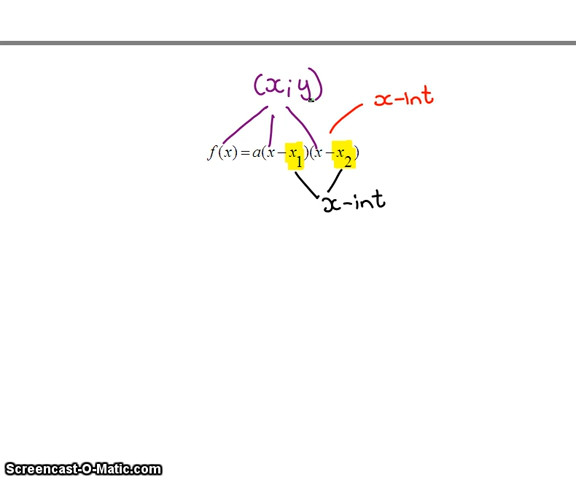 (x;y)
x-int
f(x) = a(x − x₁)(x − x₂)
x-int
Screencast-O-Matic.com